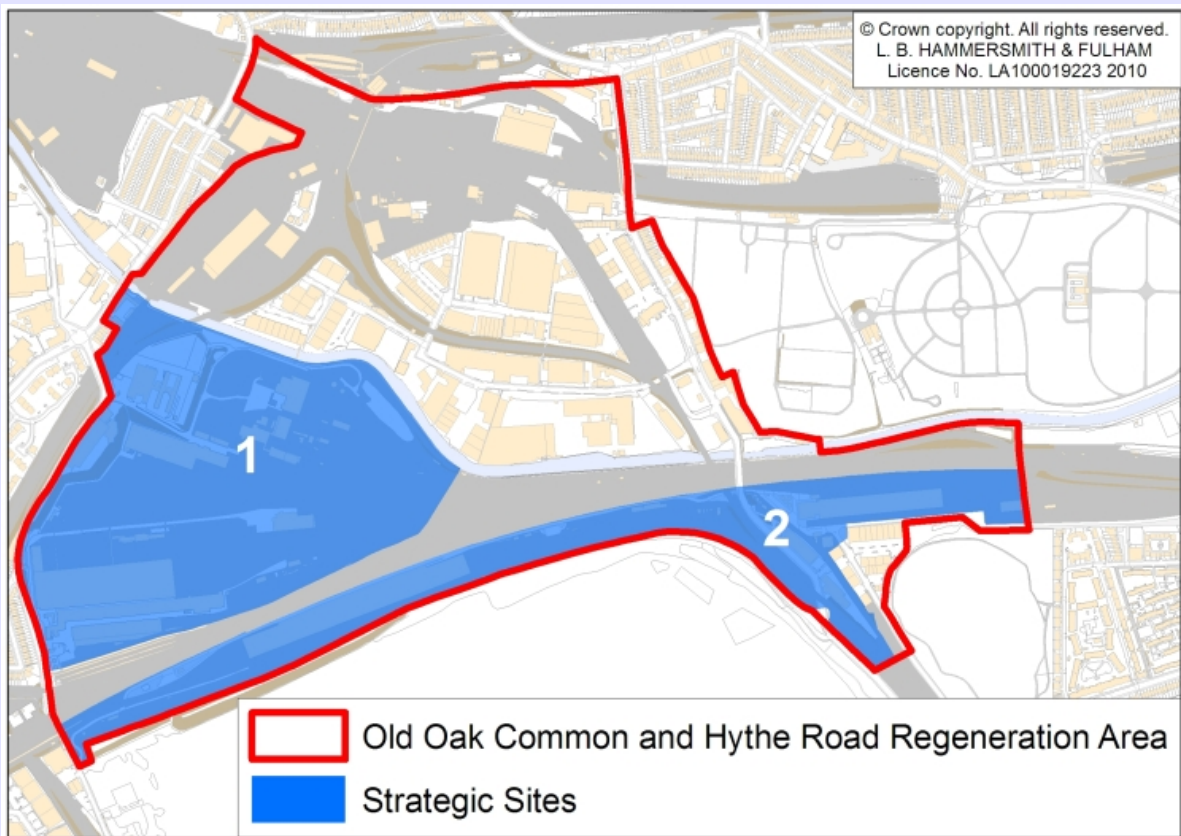 © Crown copyright. All rights reserved.
L. B. HAMMERSMITH & FULHAM
Licence No. LA100019223 2010
1
2
Old Oak Common and Hythe Road Regeneration Area
Strategic Sites